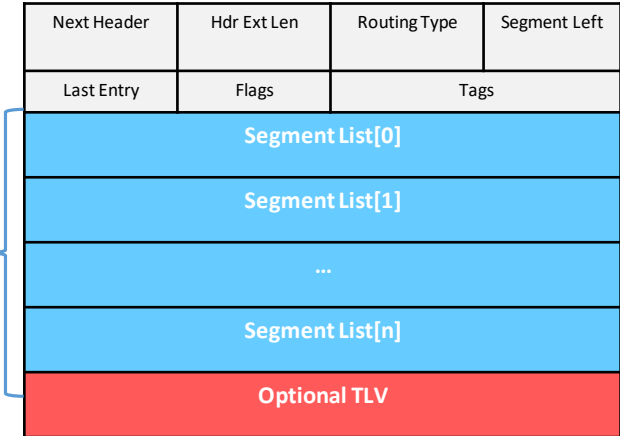 Next Header Hdr Ext Len Routing Type Segment Left
Last Entry Flags Tags
Segment List[0]
Segment List[1]
...
Segment List[n]
Optional TLV